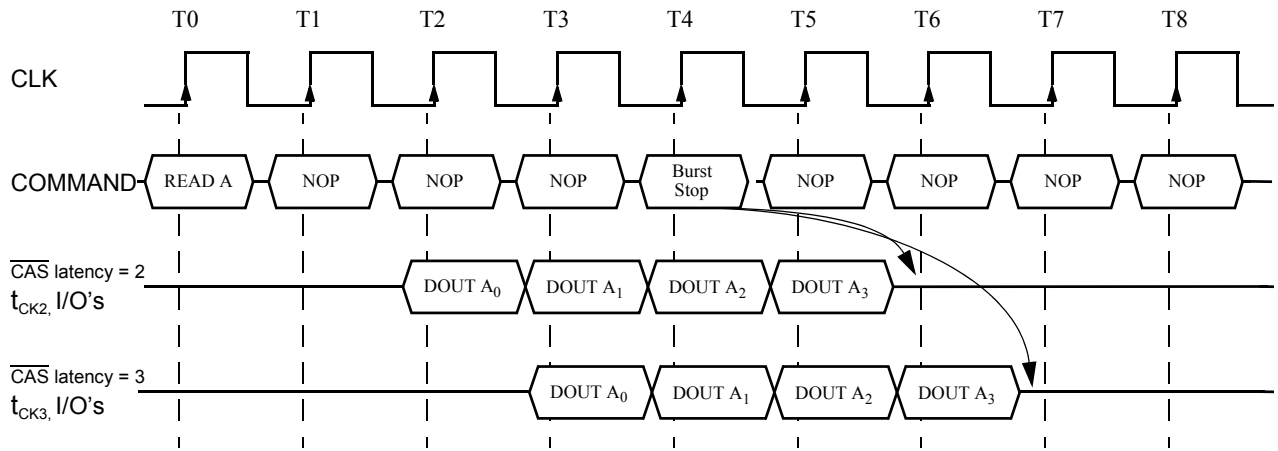 T0 T1 T2 T3 T4 T5 T6 T7 T8
CLK
COMMAND READ A NOP NOP NOP Burst Stop NOP NOP NOP NOP
CAS latency = 2
tCK2, I/O's DOUT A0 DOUT A1 DOUT A2 DOUT A3
CAS latency = 3
tCK3, I/O's DOUT A0 DOUT A1 DOUT A2 DOUT A3